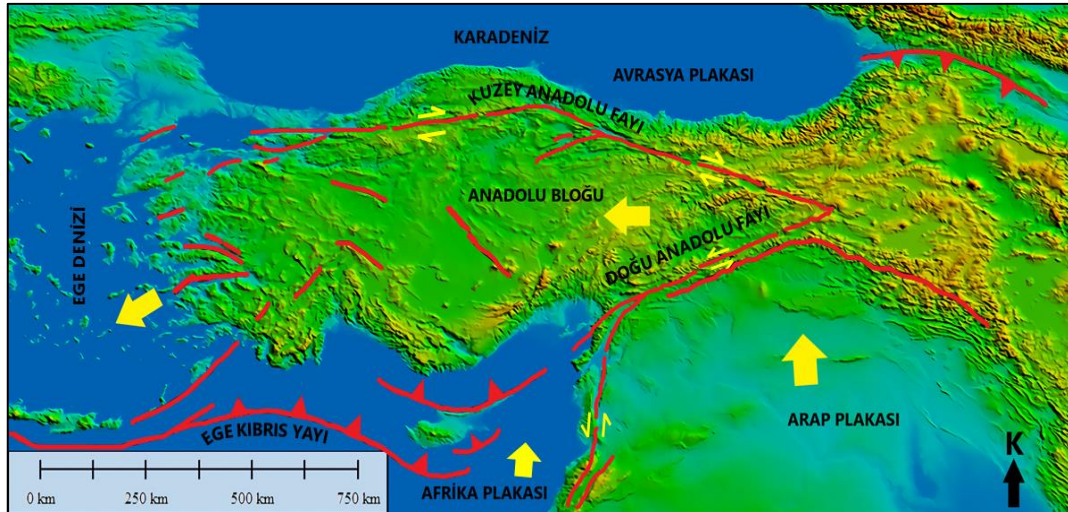 KARADENİZ
AVRASYA PLAKASI
KUZEY ANADOLU FAYI
ANADOLU BLOĞU
DOĞU ANADOLU FAYI
EGE DENİZİ
ARAP PLAKASI
EGE KIBRIS YAYI
AFRİKA PLAKASI
K
0 km 250 km 500 km 750 km